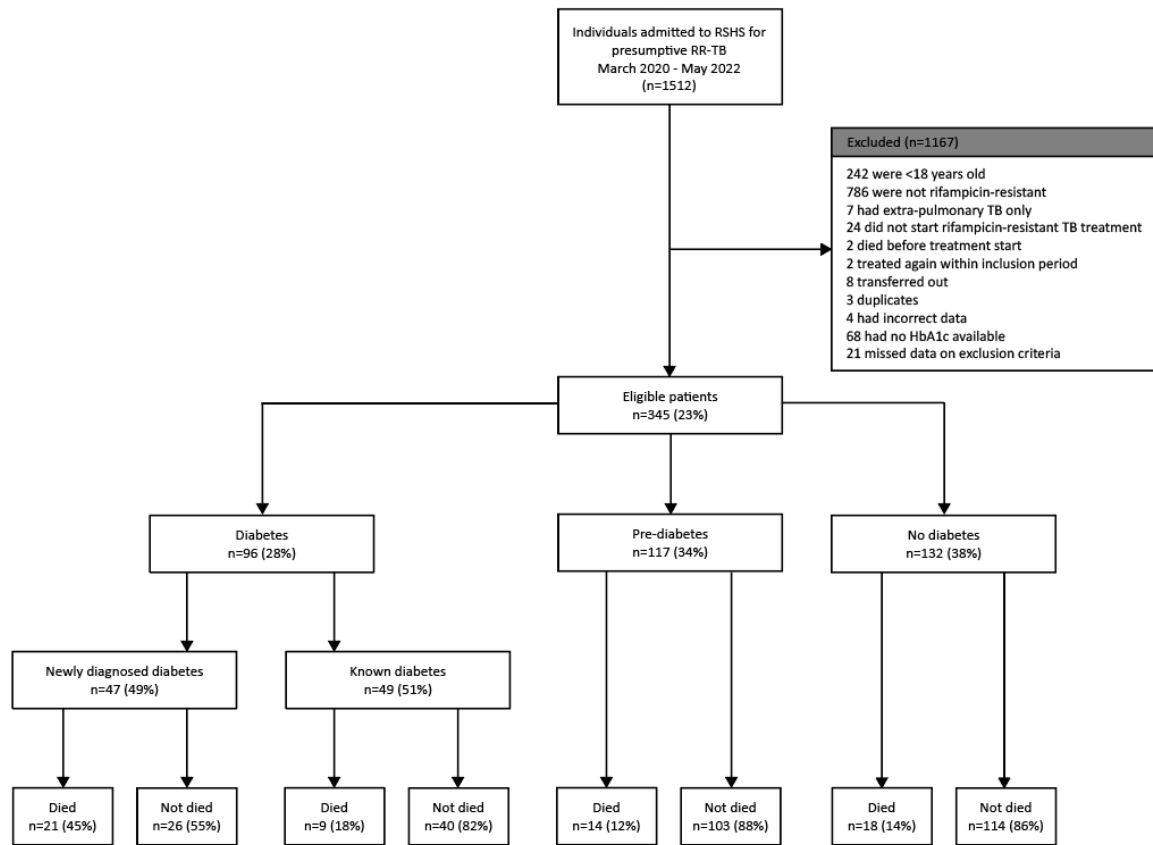 Individuals admitted to RSHS for
presumptive RR-TB
March 2020 - May 2022
(n=1512)
Excluded (n=1167)
242 were <18 years old
786 were not rifampicin-resistant
7 had extra-pulmonary TB only
24 did not start rifampicin-resistant TB treatment
2 died before treatment start
2 treated again within inclusion period
8 transferred out
3 duplicates
4 had incorrect data
68 had no HbA1c available
21 missed data on exclusion criteria
Eligible patients
n=345 (23%)
Diabetes
n=96 (28%)
Pre-diabetes
n=117 (34%)
No diabetes
n=132 (38%)
Newly diagnosed diabetes
n=47 (49%)
Known diabetes
n=49 (51%)
Died
n=21 (45%)
Not died
n=26 (55%)
Died
n=9 (18%)
Not died
n=40 (82%)
Died
n=14 (12%)
Not died
n=103 (88%)
Died
n=18 (14%)
Not died
n=114 (86%)